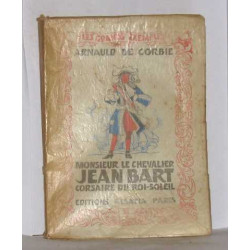 ARNAULD DE CORBIE
MONSIEUR LE CHEVALIER
JEAN BART
CORSAIRE DU ROI-SOLEIL
EDITIONS ALSATIA PARIS